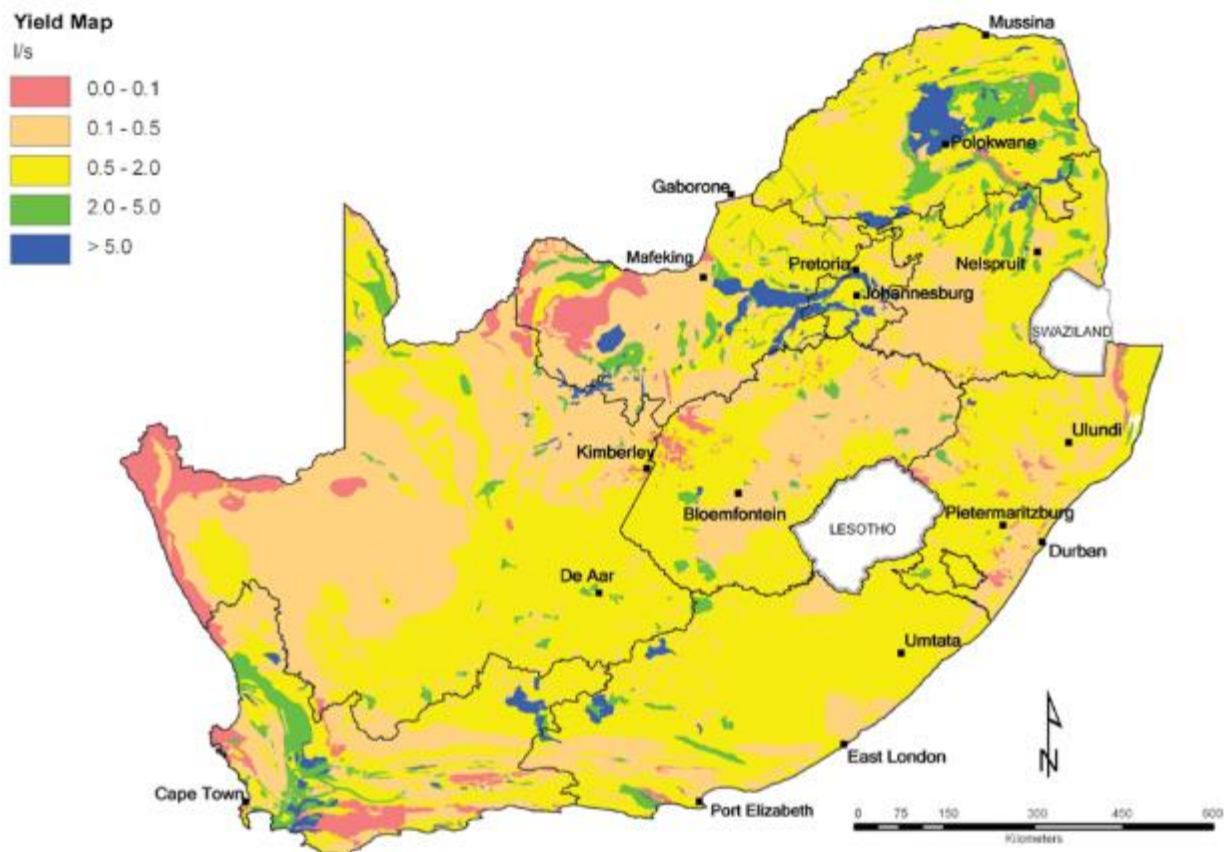 Yield Map
l/s
0.0 - 0.1
0.1 - 0.5
0.5 - 2.0
2.0 - 5.0
> 5.0
Mussina
Polokwane
Gaborone
Mafeking
Pretoria
Nelspruit
Johannesburg
SWAZILAND
Ulundi
Kimberley
Bloemfontein
LESOTHO
Pietermaritzburg
Durban
De Aar
Umtata
N
East London
Cape Town
Port Elizabeth
0 75 150 300 450 600
Kilometers